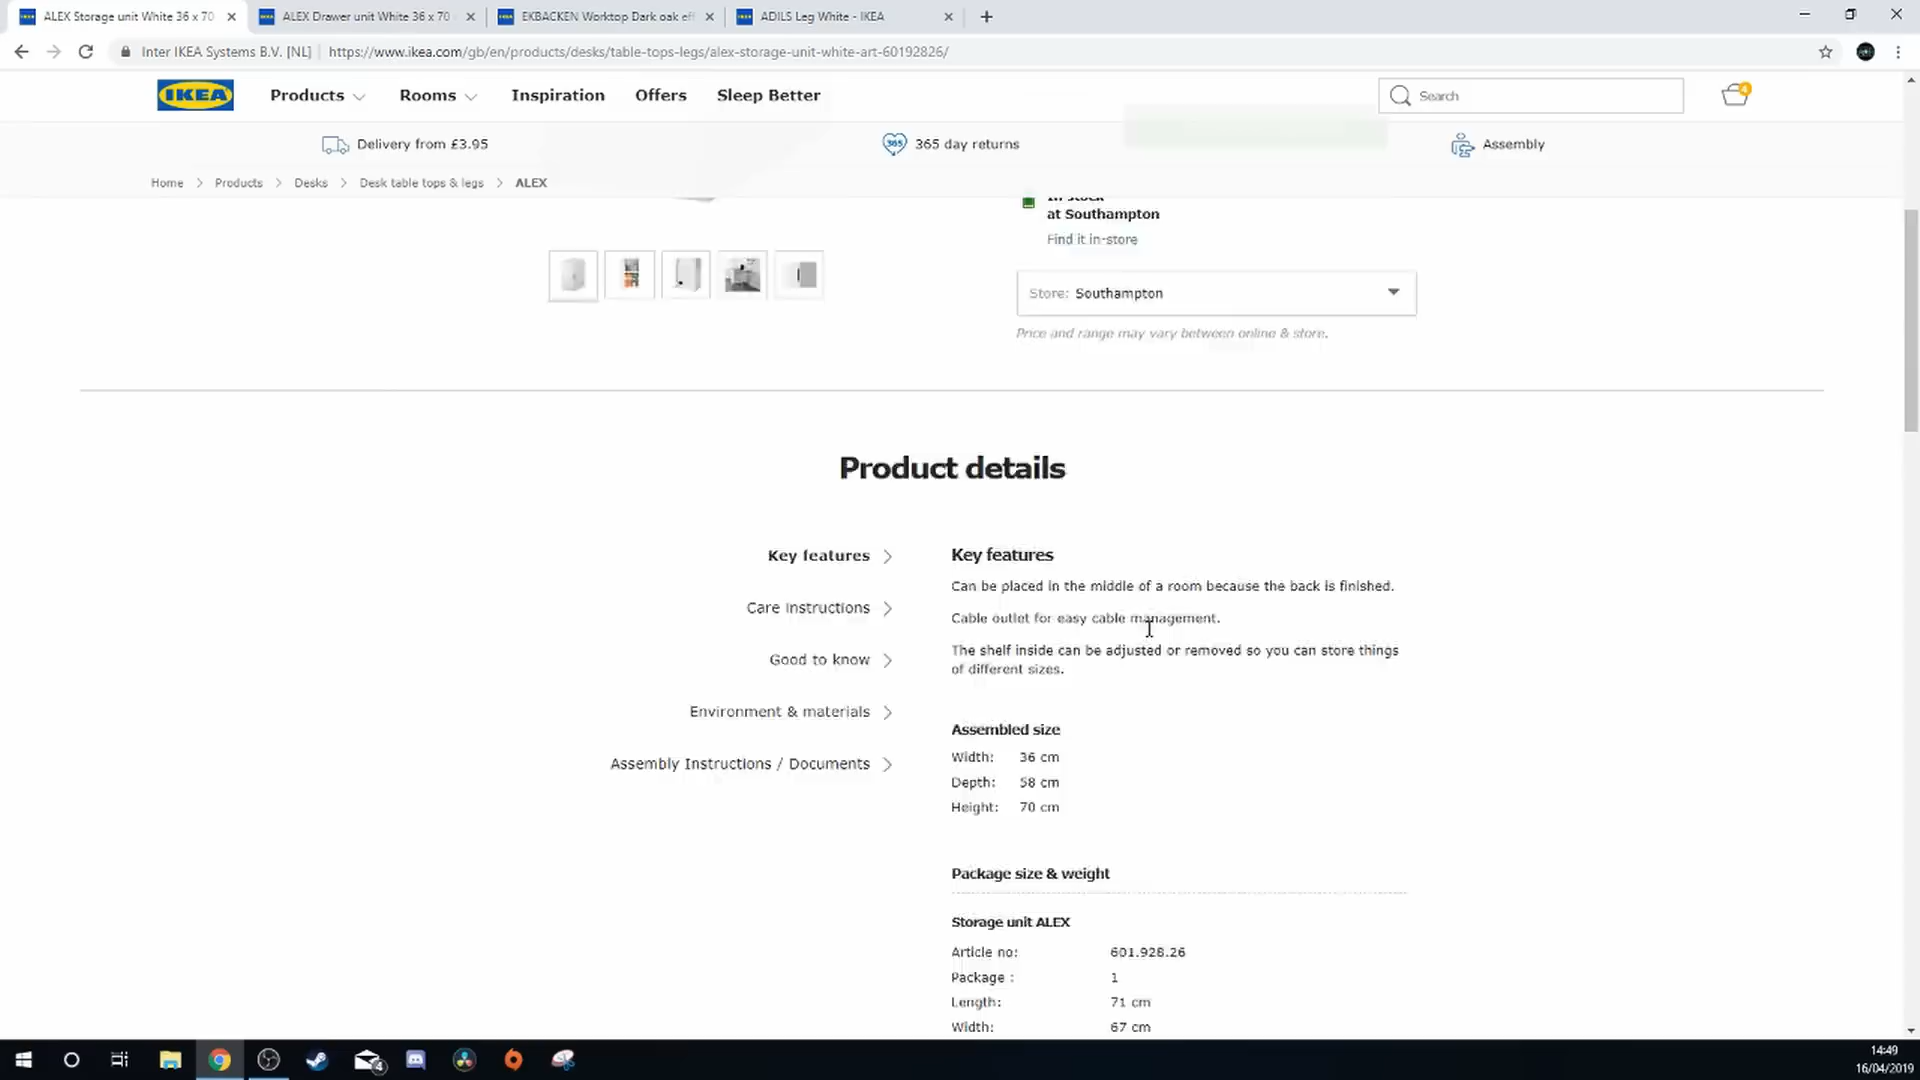 ALEX Storage unit White 36 x 70
ALEX Drawer unit White 36 x 70
EKBACKEN Worktop Dark oak eff
ADILS Leg White - IKEA
Inter IKEA Systems B.V. [NL] | https://www.ikea.com/gb/en/products/desks/table-tops-legs/alex-storage-unit-white-art-60192826/
IKEA
Products
Rooms
Inspiration
Offers
Sleep Better
Search
4
Delivery from £3.95
365
365 day returns
Assembly
Home > Products > Desks > Desk table tops & legs > ALEX
In stock
at Southampton
Find it in-store
Store: Southampton
Price and range may vary between online & store.
Product details
Key features
Care instructions
Good to know
Environment & materials
Assembly Instructions / Documents
Key features
Can be placed in the middle of a room because the back is finished.
Cable outlet for easy cable management.
The shelf inside can be adjusted or removed so you can store things
of different sizes.
Assembled size
Width: 36 cm
Depth: 58 cm
Height: 70 cm
Package size & weight
Storage unit ALEX
Article no: 601.928.26
Package : 1
Length: 71 cm
Width: 67 cm
4
14:49
16/04/2019